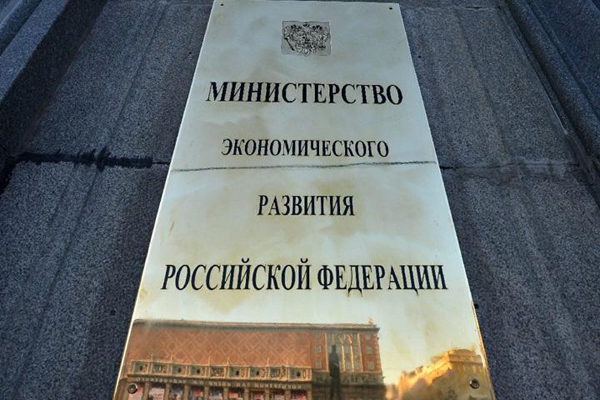 МИНИСТЕРСТВО
ЭКОНОМИЧЕСКОГО
РАЗВИТИЯ
РОССИЙСКОЙ ФЕДЕРАЦИИ